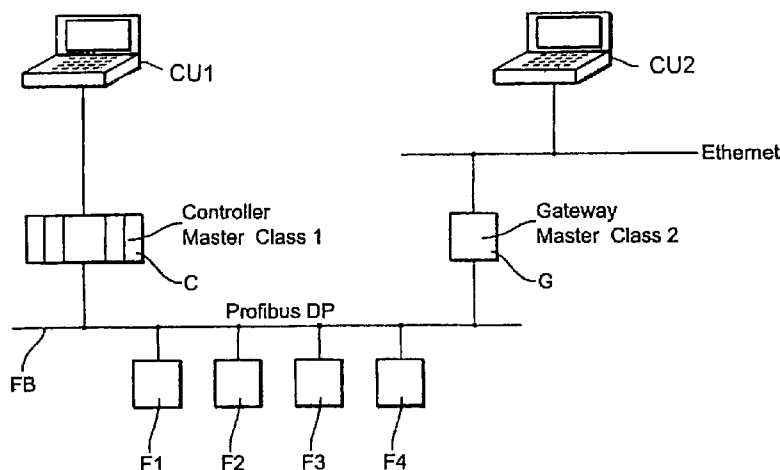 CU1
CU2
Ethernet
Controller
Master Class 1
C
Gateway
Master Class 2
G
Profibus DP
FB
F1
F2
F3
F4